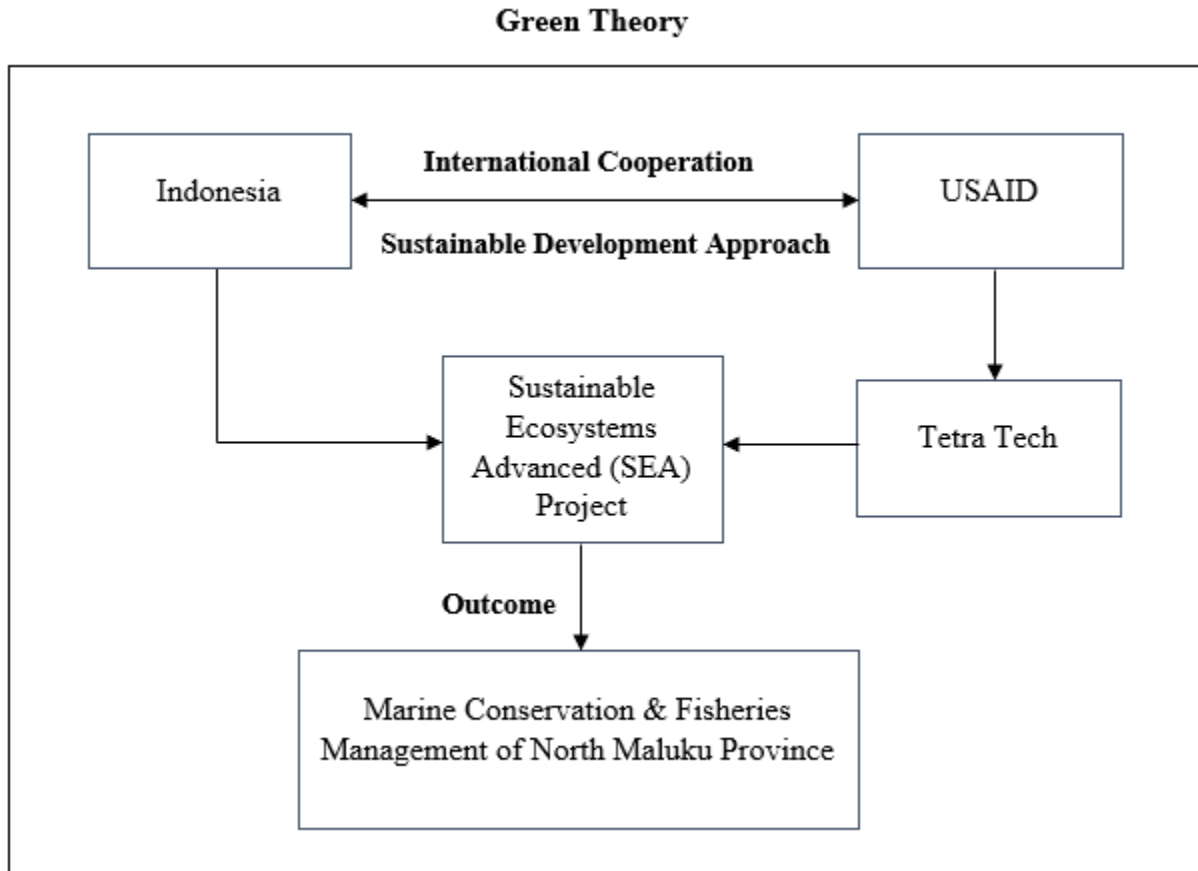 Green Theory
Indonesia
International Cooperation
Sustainable Development Approach
USAID
Sustainable
Ecosystems
Advanced (SEA)
Project
Tetra Tech
Outcome
Marine Conservation & Fisheries
Management of North Maluku Province